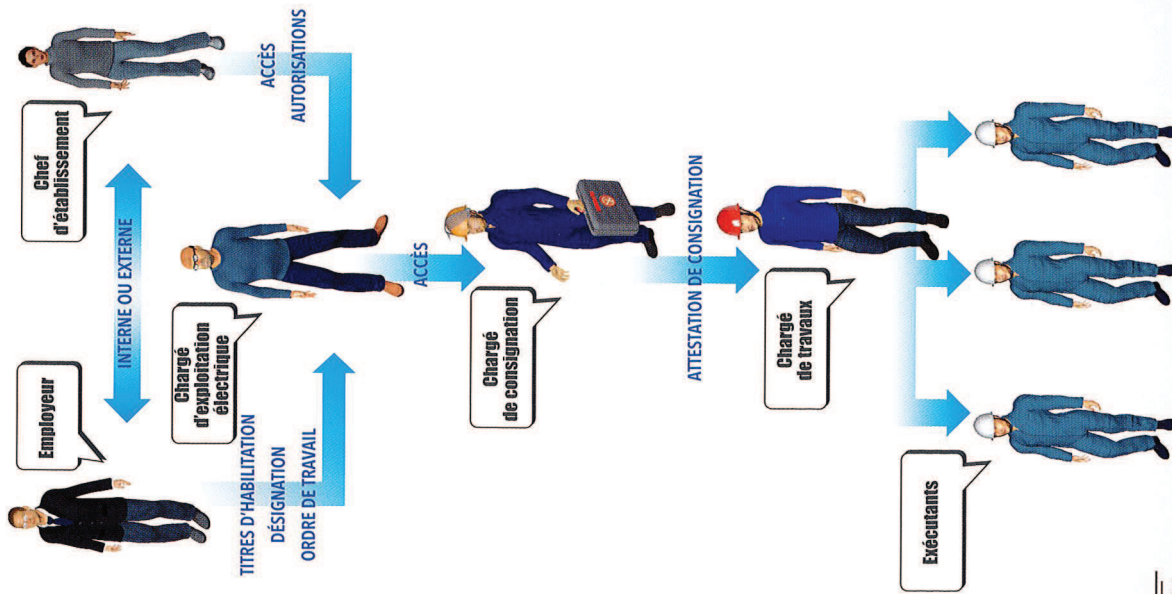 Employeur
Chef
d'établissement
INTERNE OU EXTERNE
TITRES D'HABILITATION
DÉSIGNATION
ORDRE DE TRAVAIL
ACCÈS
AUTORISATIONS
Chargé
d'exploitation
électrique
ACCÈS
Chargé
de consignation
ATTESTATION DE CONSIGNATION
Chargé
de travaux
Exécutants